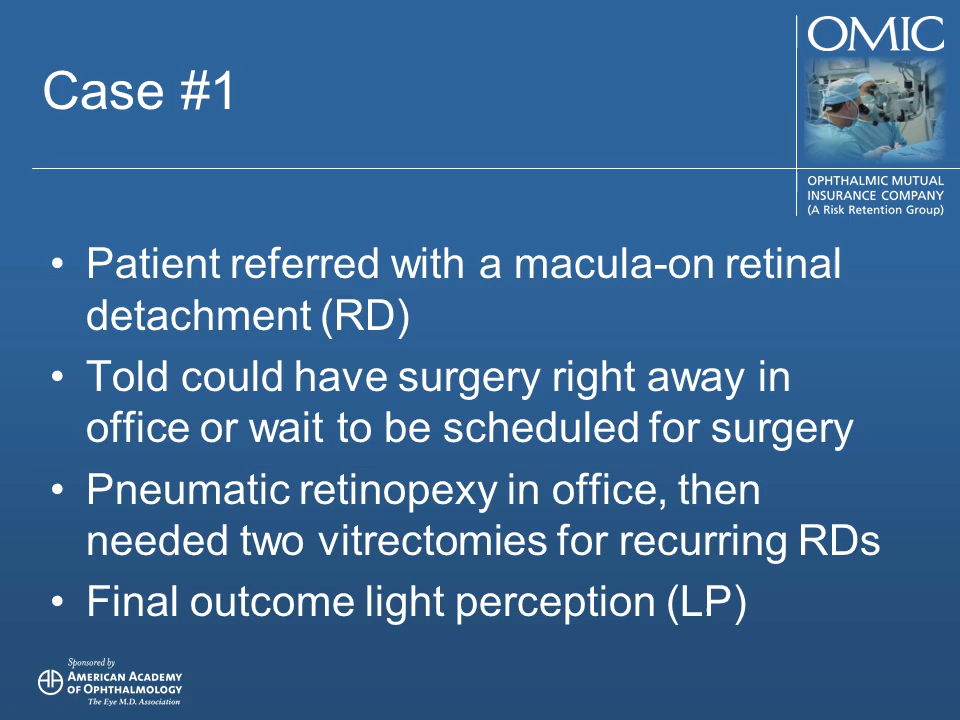 OMIC
Case #1
OPHTHALMIC MUTUAL
INSURANCE COMPANY
(A Risk Retention Group)
• Patient referred with a macula-on retinal
detachment (RD)
• Told could have surgery right away in
office or wait to be scheduled for surgery
• Pneumatic retinopexy in office, then
needed two vitrectomies for recurring RDs
• Final outcome light perception (LP)
Sponsored by
AMERICAN ACADEMY
OF OPHTHALMOLOGY
The Eye M.D. Association